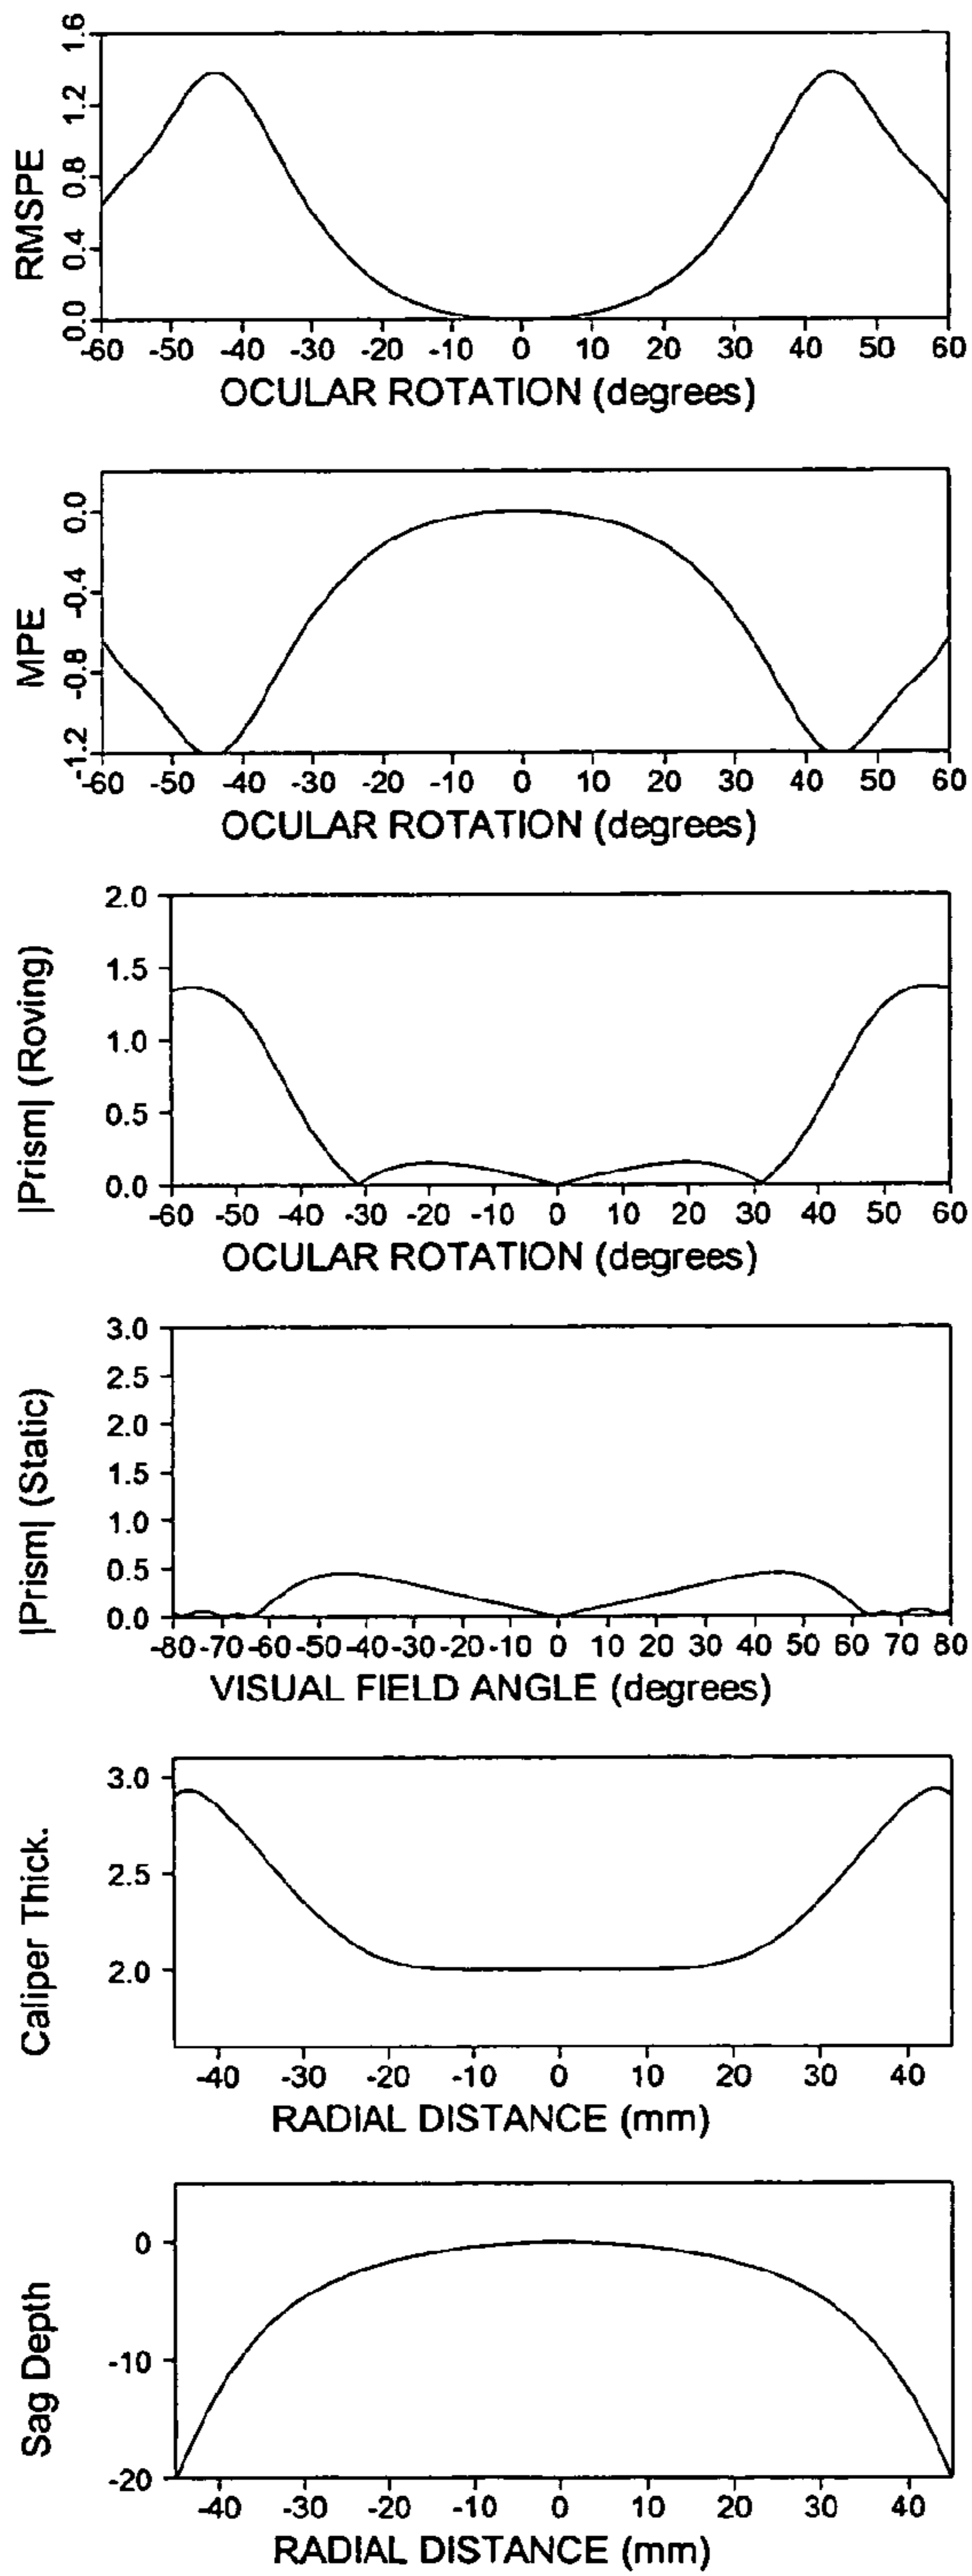 RMSPE
1.6
1.2
0.8
0.4
0.0
-60 -50 -40 -30 -20 -10 0 10 20 30 40 50 60
OCULAR ROTATION (degrees)
MPE
0.0
-0.4
-0.8
-1.2
-60 -50 -40 -30 -20 -10 0 10 20 30 40 50 60
OCULAR ROTATION (degrees)
|Prism| (Roving)
2.0
1.5
1.0
0.5
0.0
-60 -50 -40 -30 -20 -10 0 10 20 30 40 50 60
OCULAR ROTATION (degrees)
|Prism| (Static)
3.0
2.5
2.0
1.5
1.0
0.5
0.0
-80 -70 -60 -50 -40 -30 -20 -10 0 10 20 30 40 50 60 70 80
VISUAL FIELD ANGLE (degrees)
Caliper Thick.
3.0
2.5
2.0
-40 -30 -20 -10 0 10 20 30 40
RADIAL DISTANCE (mm)
Sag Depth
0
-10
-20
-40 -30 -20 -10 0 10 20 30 40
RADIAL DISTANCE (mm)